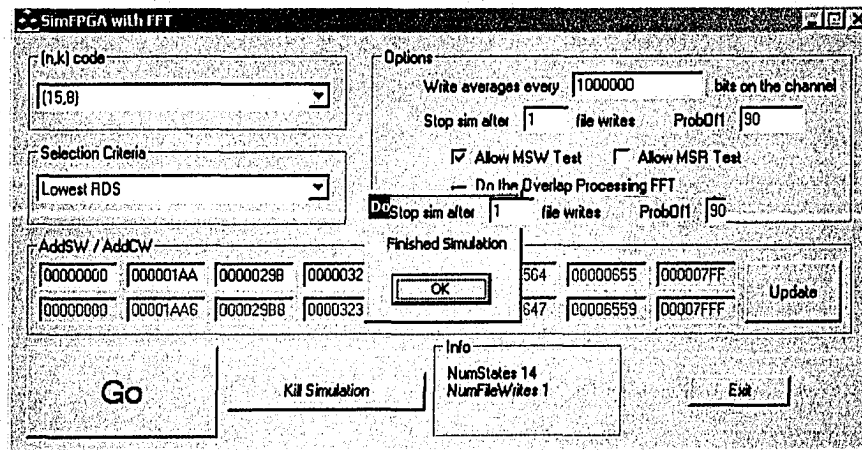 SimFPGA with FFT
(n,k) code
(15,8)
Selection Criteria
Lowest RDS
Options
Write averages every 1000000 bits on the channel
Stop sim after 1 file writes ProbOf1 90
Allow MSW Test Allow MSR Test
Do the Overlap Processing FFT
Do Stop sim after 1 file writes ProbOf1 90
Finished Simulation
OK
AddSW / AddCW
00000000 000001AA 0000029B 0000032 564 00000655 000007FF
00000000 00001AA6 000029B8 0000323 647 00006559 00007FFF
Update
Go
Kill Simulation
Info
NumStates 14
NumFileWrites 1
Exit